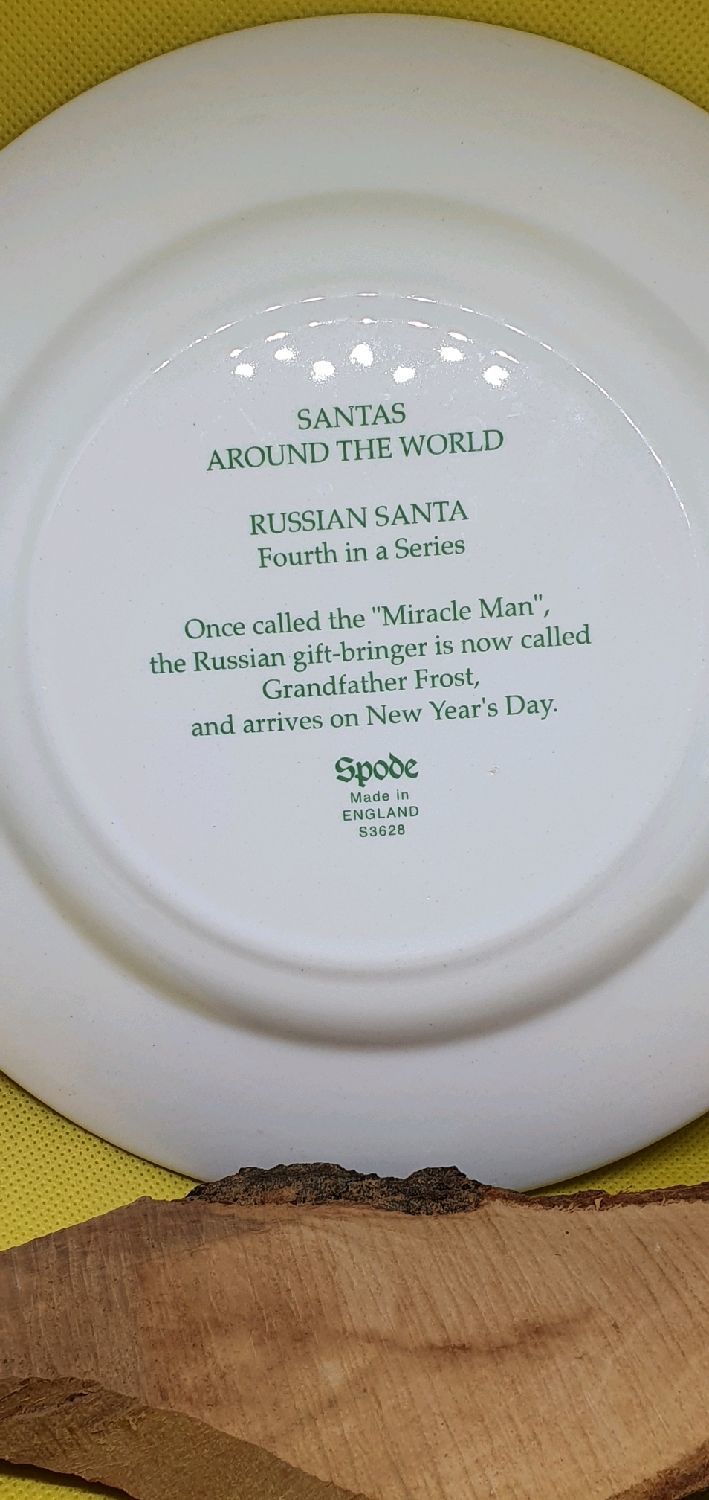 SANTAS
AROUND THE WORLD
RUSSIAN SANTA
Fourth in a Series
Once called the "Miracle Man",
the Russian gift-bringer is now called
Grandfather Frost,
and arrives on New Year's Day.
Spode
Made in
ENGLAND
S3628